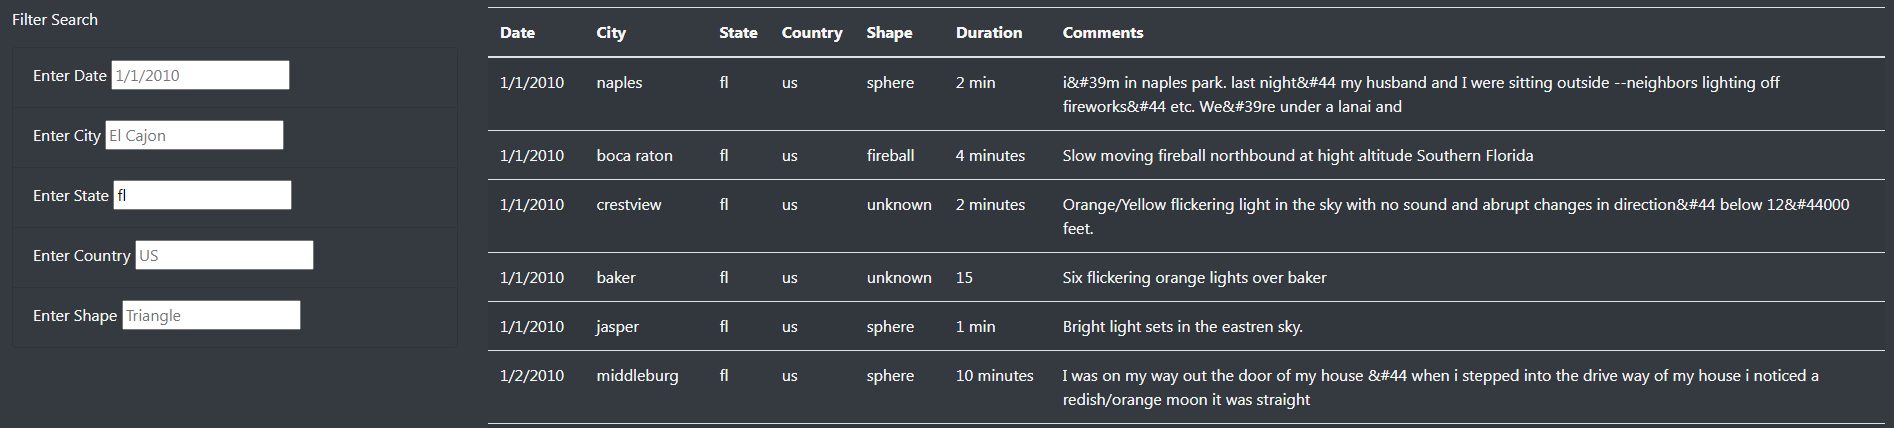 Filter Search
Enter Date 1/1/2010
Enter City El Cajon
Enter State fl
Enter Country US
Enter Shape Triangle
Date City State Country Shape Duration Comments
1/1/2010 naples fl us sphere 2 min i&#39m in naples park. last night&#44 my husband and I were sitting outside --neighbors lighting off
fireworks&#44 etc. We&#39re under a lanai and
1/1/2010 boca raton fl us fireball 4 minutes Slow moving fireball northbound at hight altitude Southern Florida
1/1/2010 crestview fl us unknown 2 minutes Orange/Yellow flickering light in the sky with no sound and abrupt changes in direction&#44 below 12&#44000
feet.
1/1/2010 baker fl us unknown 15 Six flickering orange lights over baker
1/1/2010 jasper fl us sphere 1 min Bright light sets in the eastren sky.
1/2/2010 middleburg fl us sphere 10 minutes I was on my way out the door of my house &#44 when i stepped into the drive way of my house i noticed a
redish/orange moon it was straight